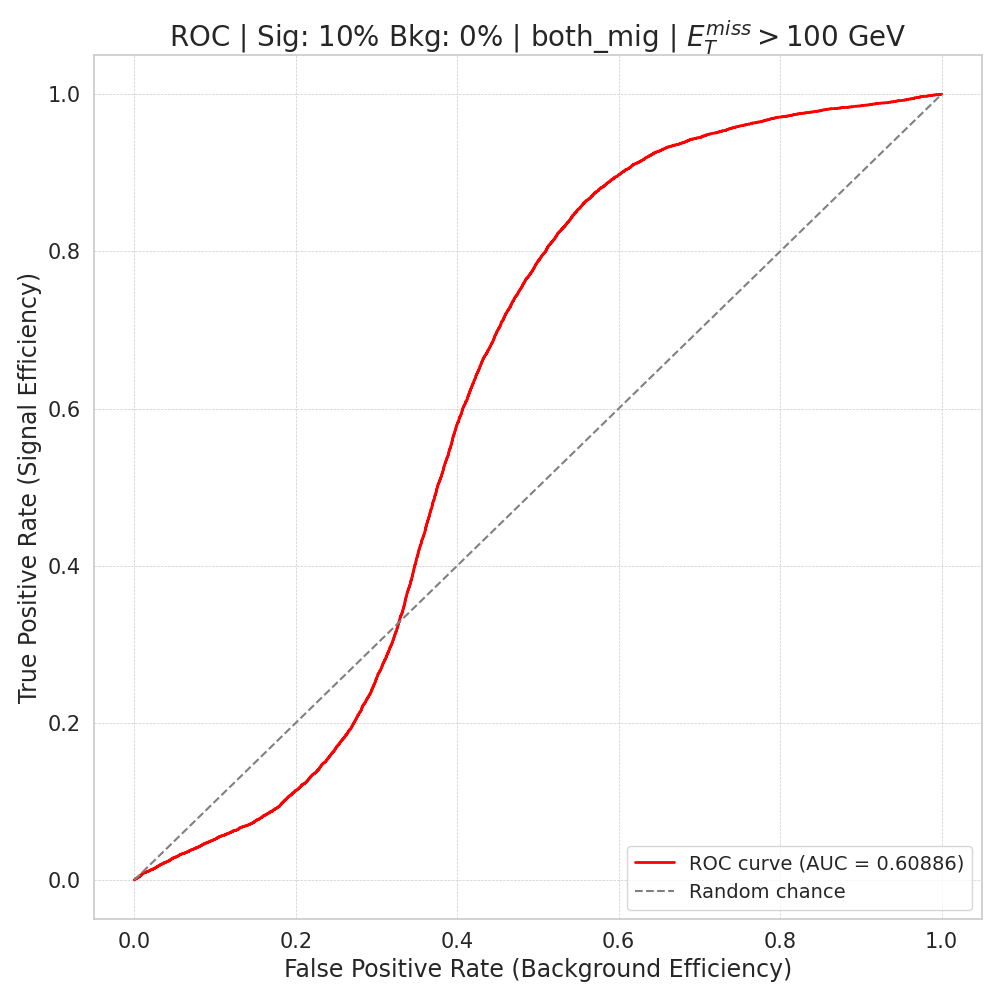 ROC | Sig: 10% Bkg: 0% | both_mig | $E_T^{miss} > 100$ GeV
True Positive Rate (Signal Efficiency)
1.0
0.8
0.6
0.4
0.2
0.0
ROC curve (AUC = 0.60886)
Random chance
0.0 0.2 0.4 0.6 0.8 1.0
False Positive Rate (Background Efficiency)